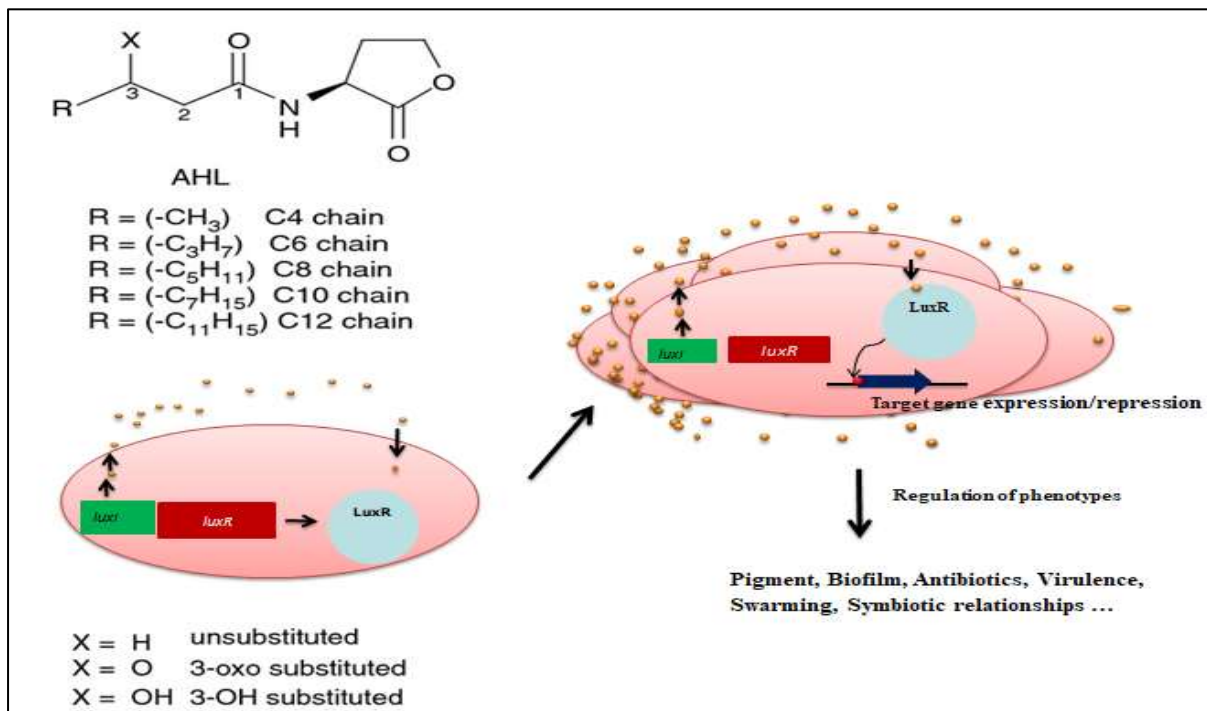 X
O
3
1
R
2
N
H
O
O
AHL
R = (-CH₃) C4 chain
R = (-C₃H₇) C6 chain
R = (-C₅H₁₁) C8 chain
R = (-C₇H₁₅) C10 chain
R = (-C₁₁H₁₅) C12 chain
luxI
luxR
LuxR
luxI
luxR
LuxR
Target gene expression/repression
Regulation of phenotypes
Pigment, Biofilm, Antibiotics, Virulence,
Swarming, Symbiotic relationships ...
X = H unsubstituted
X = O 3-oxo substituted
X = OH 3-OH substituted